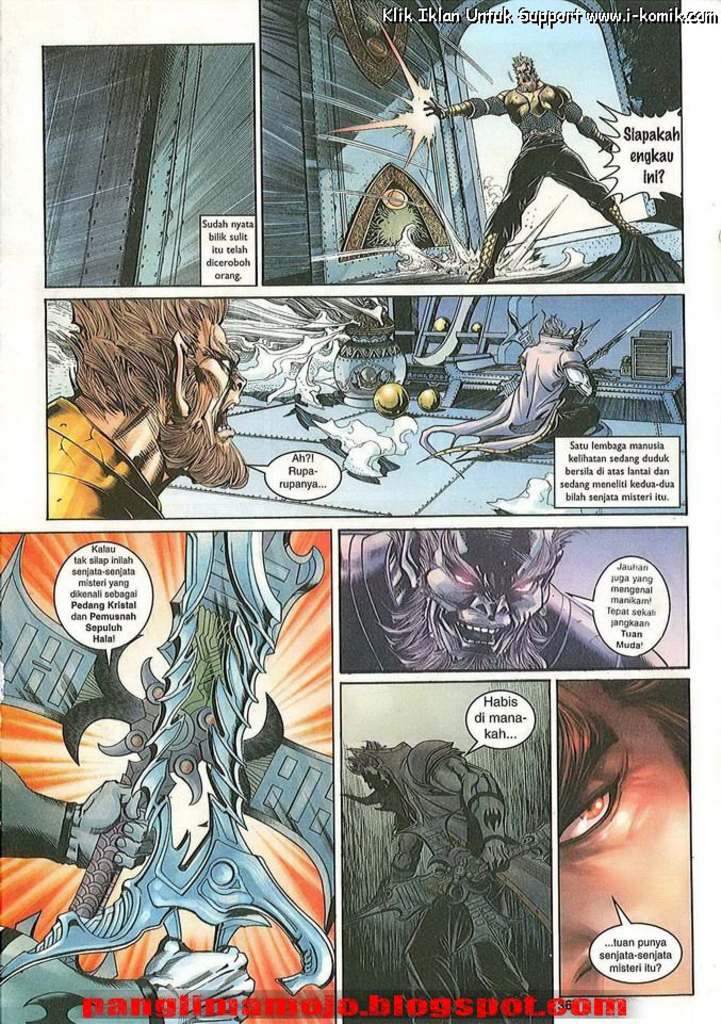 Klik Iklan Untuk Support www.i-komik.com
Sudah nyata
bilik sulit
itu telah
diceroboh
orang.
Siapakah
engkau
ini?
Ah?!
Rupa-
rupanya...
Satu lembaga manusia
kelihatan sedang duduk
bersila di atas lantai dan
sedang meneliti kedua-dua
bilah senjata misteri itu.
Kalau
tak silap inilah
senjata-senjata
misteri yang
dikenali sebagai
Pedang Kristal
dan Pemusnah
Sepuluh
Hala!
Jauhari
juga yang
mengenal
manikam!
Tepat sekali
jangkaan
Tuan
Muda!
Habis
di mana-
kah...
...tuan punya
senjata-senjata
misteri itu?
panglimamojo.blogspot.com